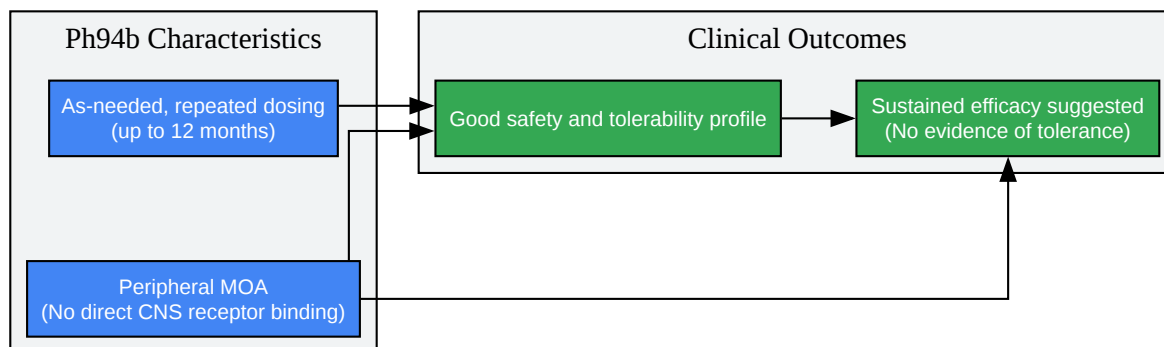 Ph94b Characteristics
As-needed, repeated dosing
(up to 12 months)
Peripheral MOA
(No direct CNS receptor binding)
Clinical Outcomes
Good safety and tolerability profile
Sustained efficacy suggested
(No evidence of tolerance)